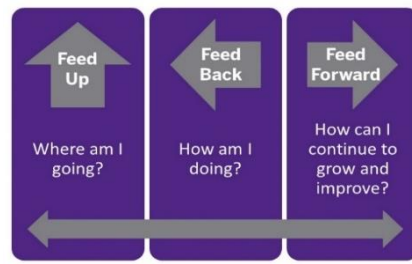 Feed
Up
Where am I
going?
Feed
Back
How am I
doing?
Feed
Forward
How can I
continue to
grow and
improve?